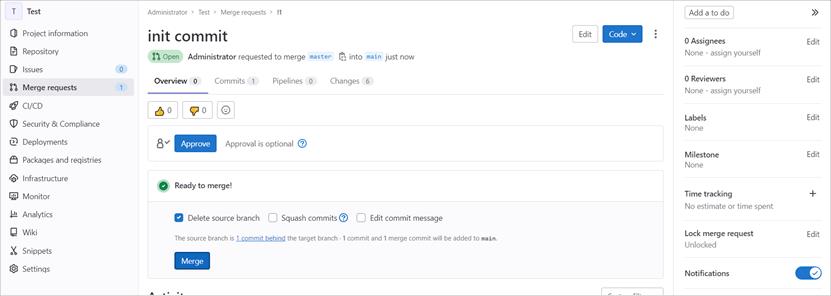 T Test
Project information
Repository
Issues 0
Merge requests 1
CI/CD
Security & Compliance
Deployments
Packages and registries
Infrastructure
Monitor
Analytics
Wiki
Snippets
Settings
Administrator > Test > Merge requests > !1
init commit
Edit Code
Open Administrator requested to merge master into main just now
Overview 0 Commits 1 Pipelines 0 Changes 6
0 0
Approve Approval is optional ?
Ready to merge!
Delete source branch Squash commits ? Edit commit message
The source branch is 1 commit behind the target branch · 1 commit and 1 merge commit will be added to main.
Merge
Add a to do
0 Assignees Edit
None - assign yourself
0 Reviewers Edit
None - assign yourself
Labels Edit
None
Milestone Edit
None
Time tracking +
No estimate or time spent
Lock merge request Edit
Unlocked
Notifications